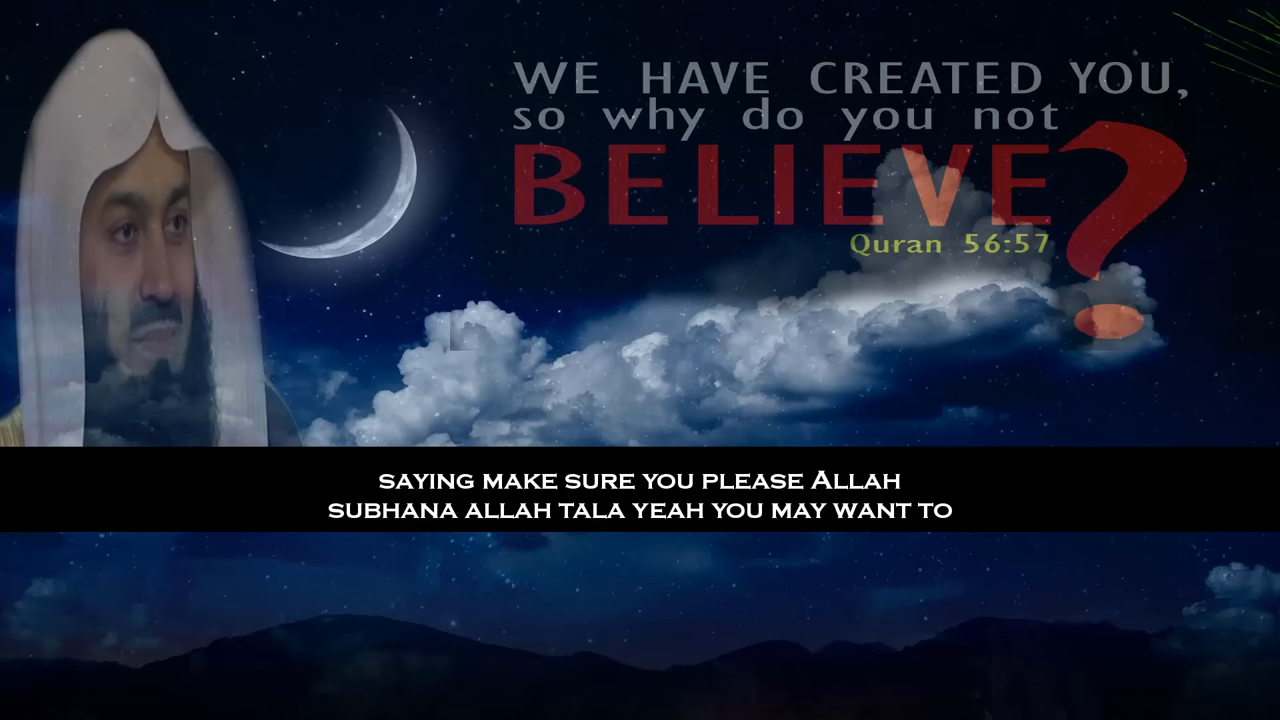 WE HAVE CREATED YOU,
so why do you not
BELIEVE?
Quran 56:57
SAYING MAKE SURE YOU PLEASE ALLAH
SUBHANA ALLAH TALA YEAH YOU MAY WANT TO